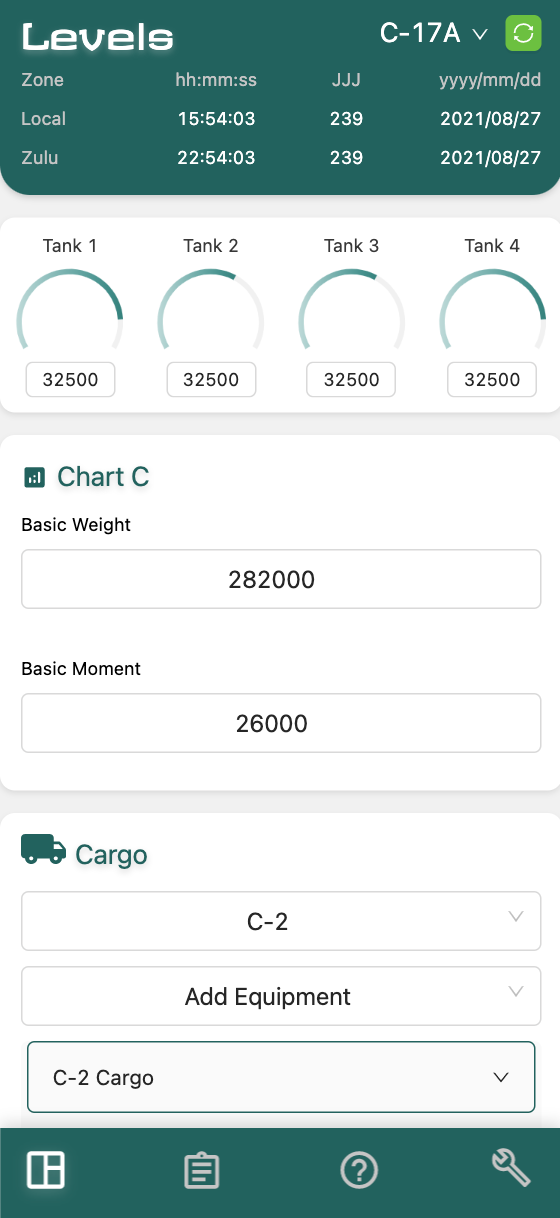 Levels
C-17A
Zone hh:mm:ss JJJ yyyy/mm/dd
Local 15:54:03 239 2021/08/27
Zulu 22:54:03 239 2021/08/27
Tank 1 Tank 2 Tank 3 Tank 4
32500 32500 32500 32500
Chart C
Basic Weight
282000
Basic Moment
26000
Cargo
C-2
Add Equipment
C-2 Cargo